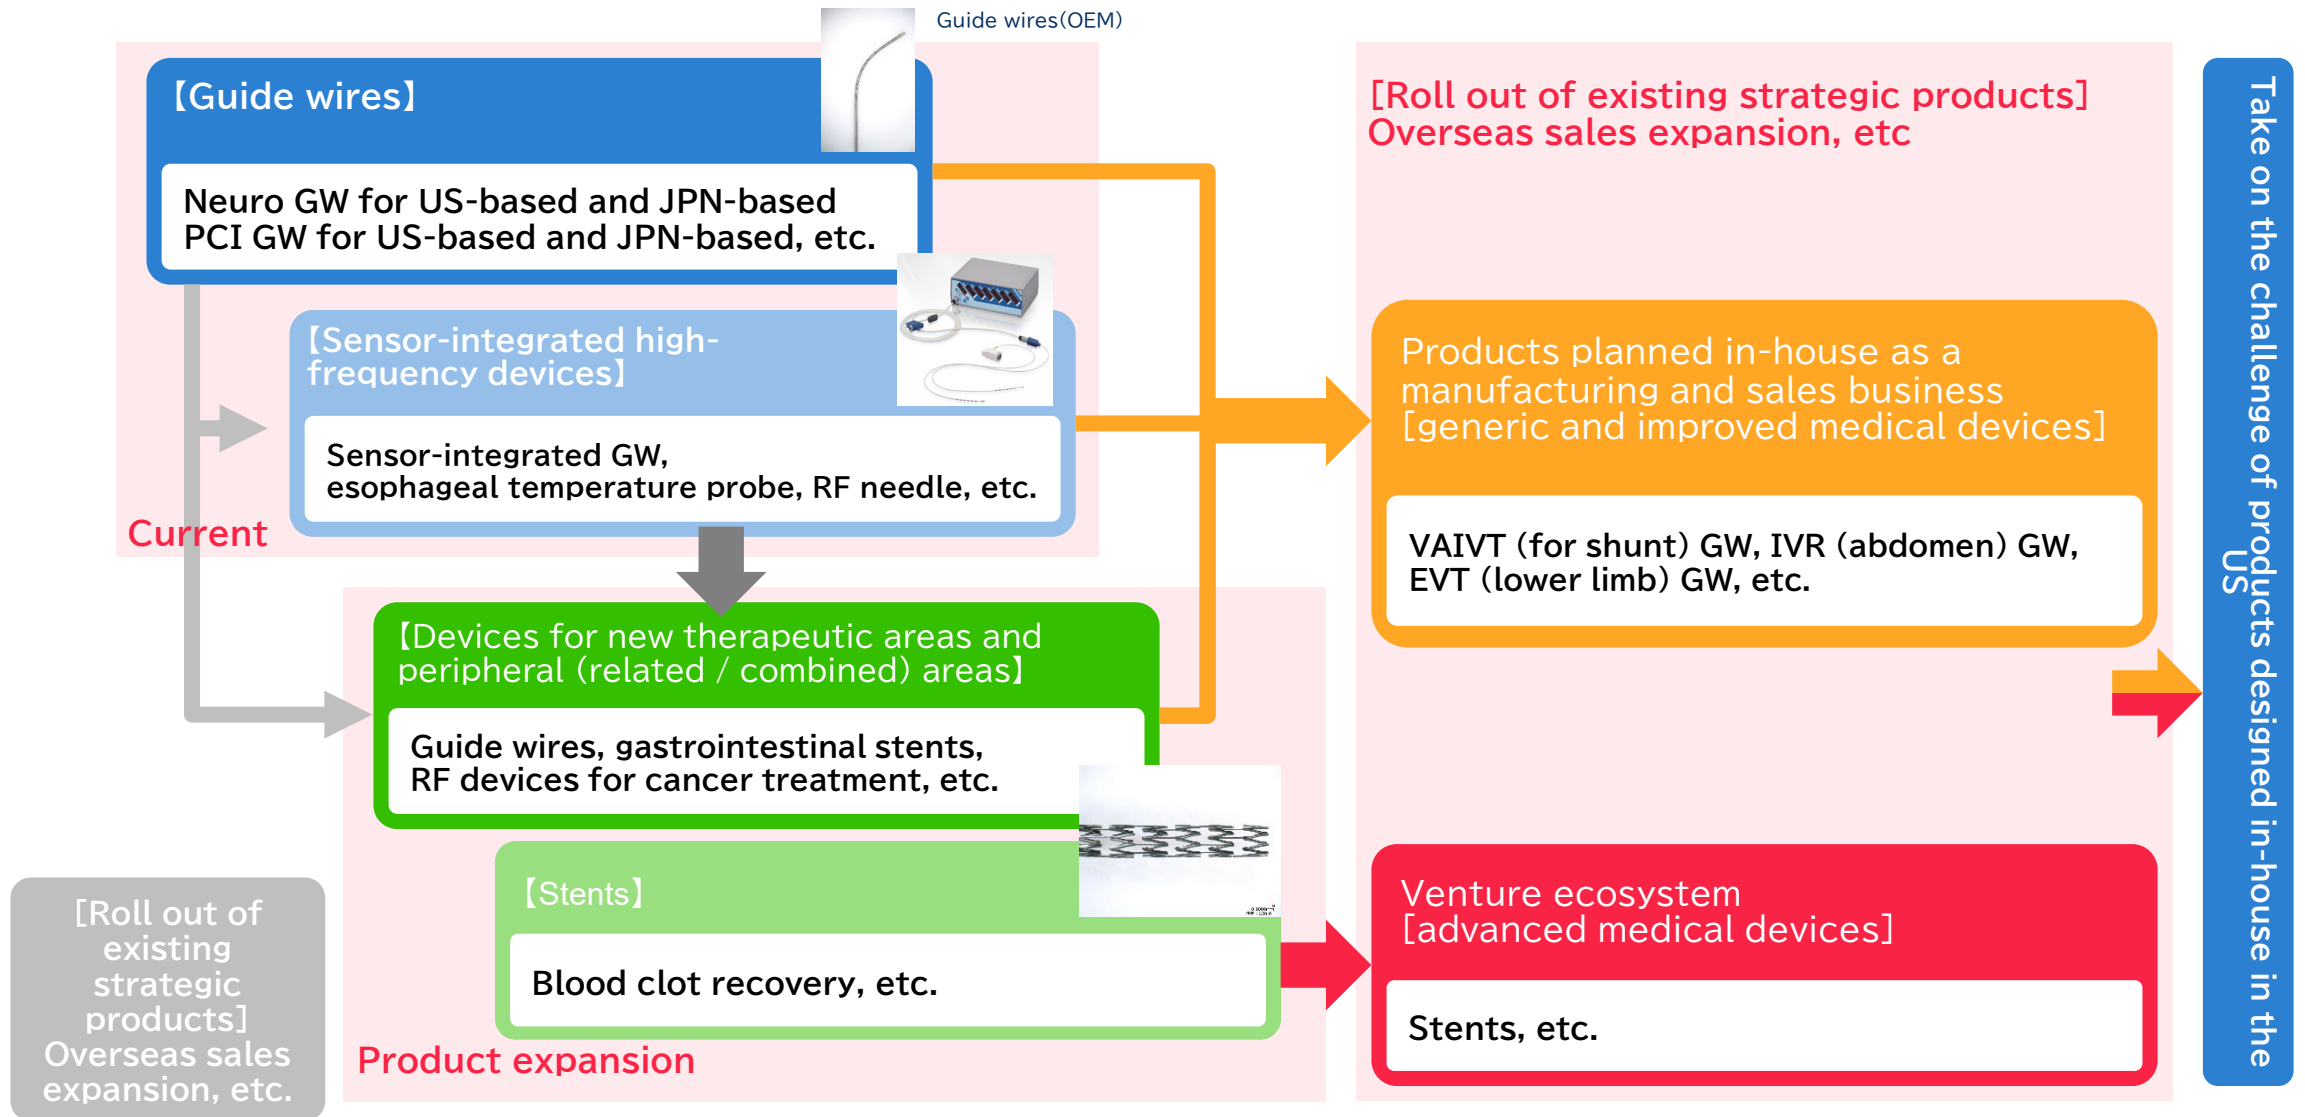 Guide wires(OEM)
【Guide wires】
Neuro GW for US-based and JPN-based
PCI GW for US-based and JPN-based, etc.
【Sensor-integrated high-
frequency devices】
Sensor-integrated GW,
esophageal temperature probe, RF needle, etc.
Current
【Devices for new therapeutic areas and
peripheral (related / combined) areas】
Guide wires, gastrointestinal stents,
RF devices for cancer treatment, etc.
【Stents】
Blood clot recovery, etc.
Product expansion
[Roll out of
existing
strategic
products]
Overseas sales
expansion, etc.
[Roll out of existing strategic products]
Overseas sales expansion, etc
Products planned in-house as a
manufacturing and sales business
[generic and improved medical devices]
VAIVT (for shunt) GW, IVR (abdomen) GW,
EVT (lower limb) GW, etc.
Venture ecosystem
[advanced medical devices]
Stents, etc.
Take on the challenge of products designed in-house in the
US